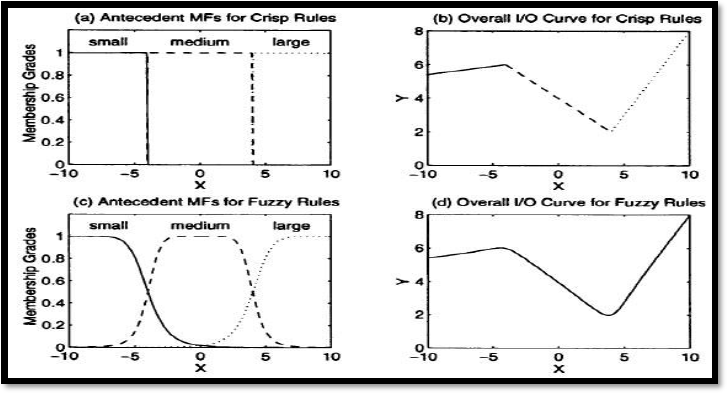 (a) Antecedent MFs for Crisp Rules
small medium large
Membership Grades
1
0.8
0.6
0.4
0.2
0
−10 −5 0 5 10
X
(b) Overall I/O Curve for Crisp Rules
Y
8
6
4
2
0
−10 −5 0 5 10
X
(c) Antecedent MFs for Fuzzy Rules
small medium large
Membership Grades
1
0.8
0.6
0.4
0.2
0
−10 −5 0 5 10
X
(d) Overall I/O Curve for Fuzzy Rules
Y
8
6
4
2
0
−10 −5 0 5 10
X